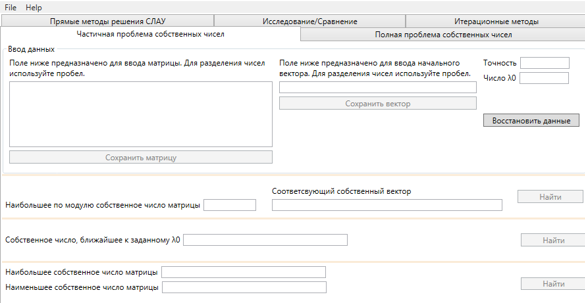 File Help
Прямые методы решения СЛАУ Исследование/Сравнение Итерационные методы
Частичная проблема собственных чисел Полная проблема собственных чисел
Ввод данных
Поле ниже предназначено для ввода матрицы. Для разделения чисел
используйте пробел.
Сохранить матрицу
Поле ниже предназначено для ввода начального
вектора. Для разделения чисел используйте пробел.
Сохранить вектор
Точность
Число λ0
Восстановить данные
Соответсвующий собственный вектор
Наибольшее по модулю собственное число матрицы
Найти
Собственное число, ближайшее к заданному λ0
Найти
Наибольшее собственное число матрицы
Наименьшее собственное число матрицы
Найти